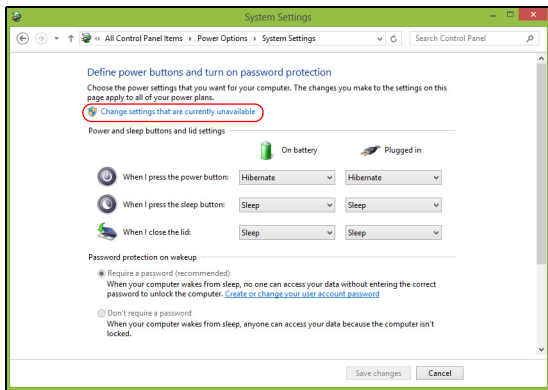 System Settings
« All Control Panel Items ▸ Power Options ▸ System Settings
Search Control Panel
Define power buttons and turn on password protection
Choose the power settings that you want for your computer. The changes you make to the settings on this
page apply to all of your power plans.
Change settings that are currently unavailable
Power and sleep buttons and lid settings
On battery
Plugged in
When I press the power button: Hibernate Hibernate
When I press the sleep button: Sleep Sleep
When I close the lid: Sleep Sleep
Password protection on wakeup
Require a password (recommended)
When your computer wakes from sleep, no one can access your data without entering the correct
password to unlock the computer. Create or change your user account password
Don't require a password
When your computer wakes from sleep, anyone can access your data because the computer isn't
locked.
Save changes Cancel